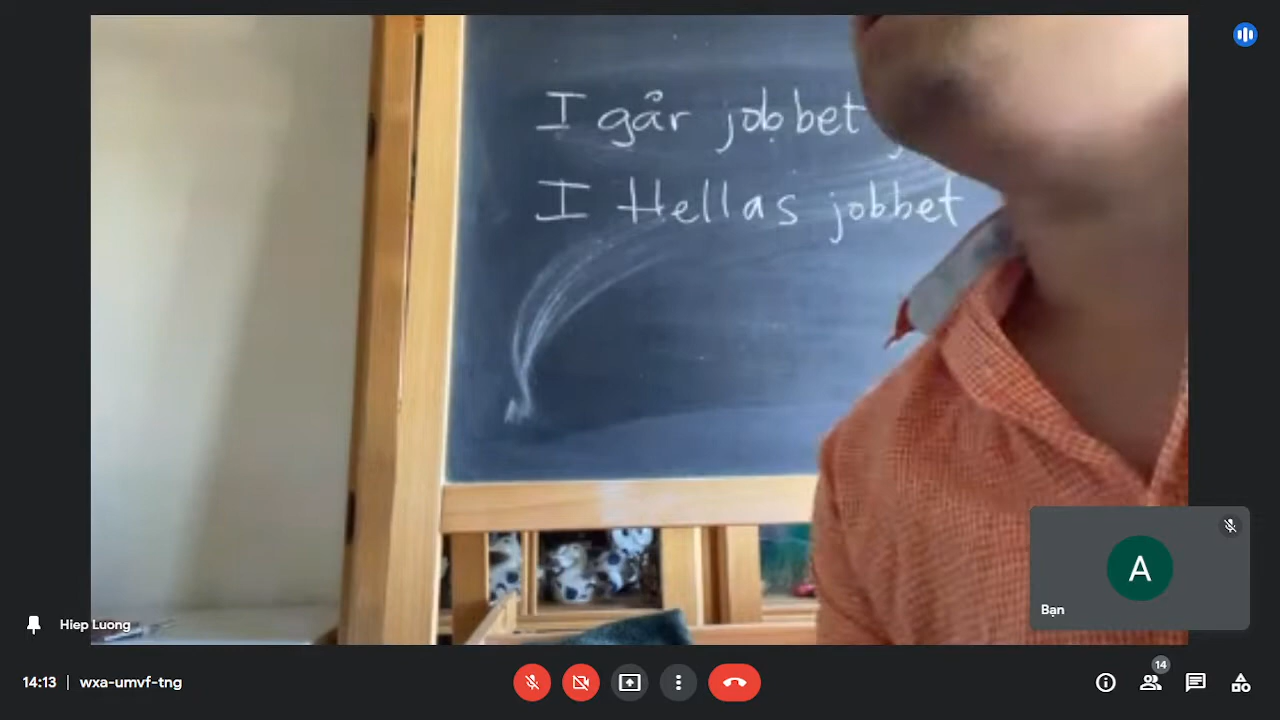 I går jobbet
I Hellas jobbet
A
Bạn
Hiep Luong
14:13 | wxa-umvf-tng
14